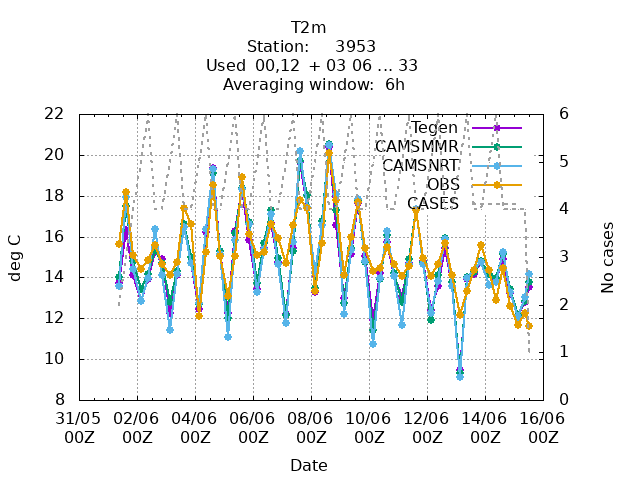 T2m
Station: 3953
Used 00,12 + 03 06 ... 33
Averaging window: 6h
22
20
18
16
14
12
10
8
deg C
6
5
4
3
2
1
0
No cases
Tegen
CAMSMMR
CAMSNRT
OBS
CASES
31/05 02/06 04/06 06/06 08/06 10/06 12/06 14/06 16/06
00Z 00Z 00Z 00Z 00Z 00Z 00Z 00Z 00Z
Date